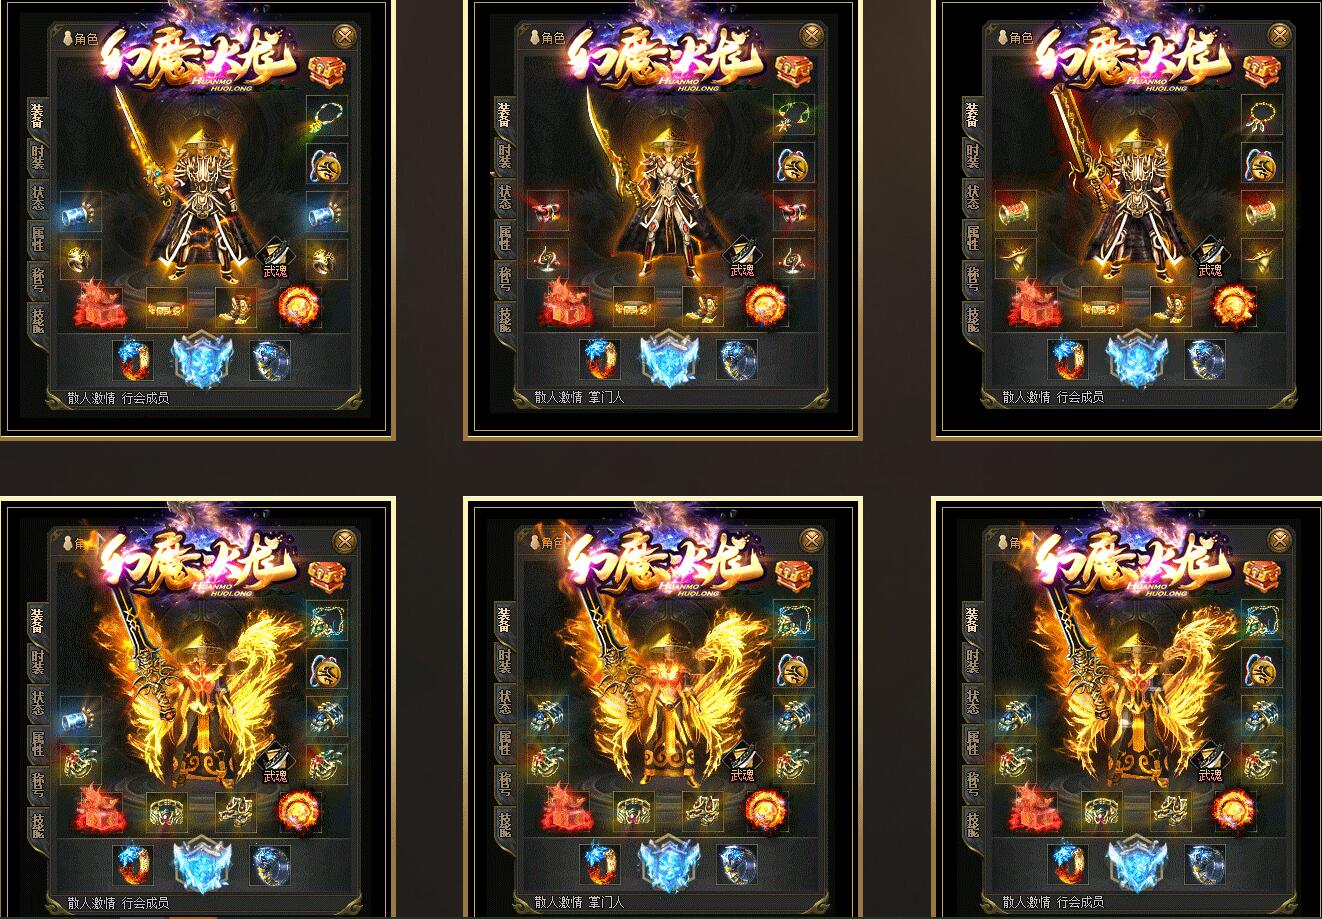 角色
幻魔火龙
HUANMO
HUOLONG
装备
时装
状态
属性
称号
技能
武魂
散人激情 行会成员
角色
幻魔火龙
HUANMO
HUOLONG
装备
时装
状态
属性
称号
技能
武魂
散人激情 掌门人
角色
幻魔火龙
HUANMO
HUOLONG
装备
时装
状态
属性
称号
技能
武魂
散人激情 行会成员
角
幻魔火龙
HUANMO
HUOLONG
装备
时装
状态
属性
称号
技能
武魂
散人激情 行会成员
角色
幻魔火龙
HUANMO
HUOLONG
装备
时装
状态
属性
称号
技能
武魂
散人激情 掌门人
角
幻魔火龙
HUANMO
HUOLONG
装备
时装
状态
属性
称号
技能
武魂
散人激情 行会成员